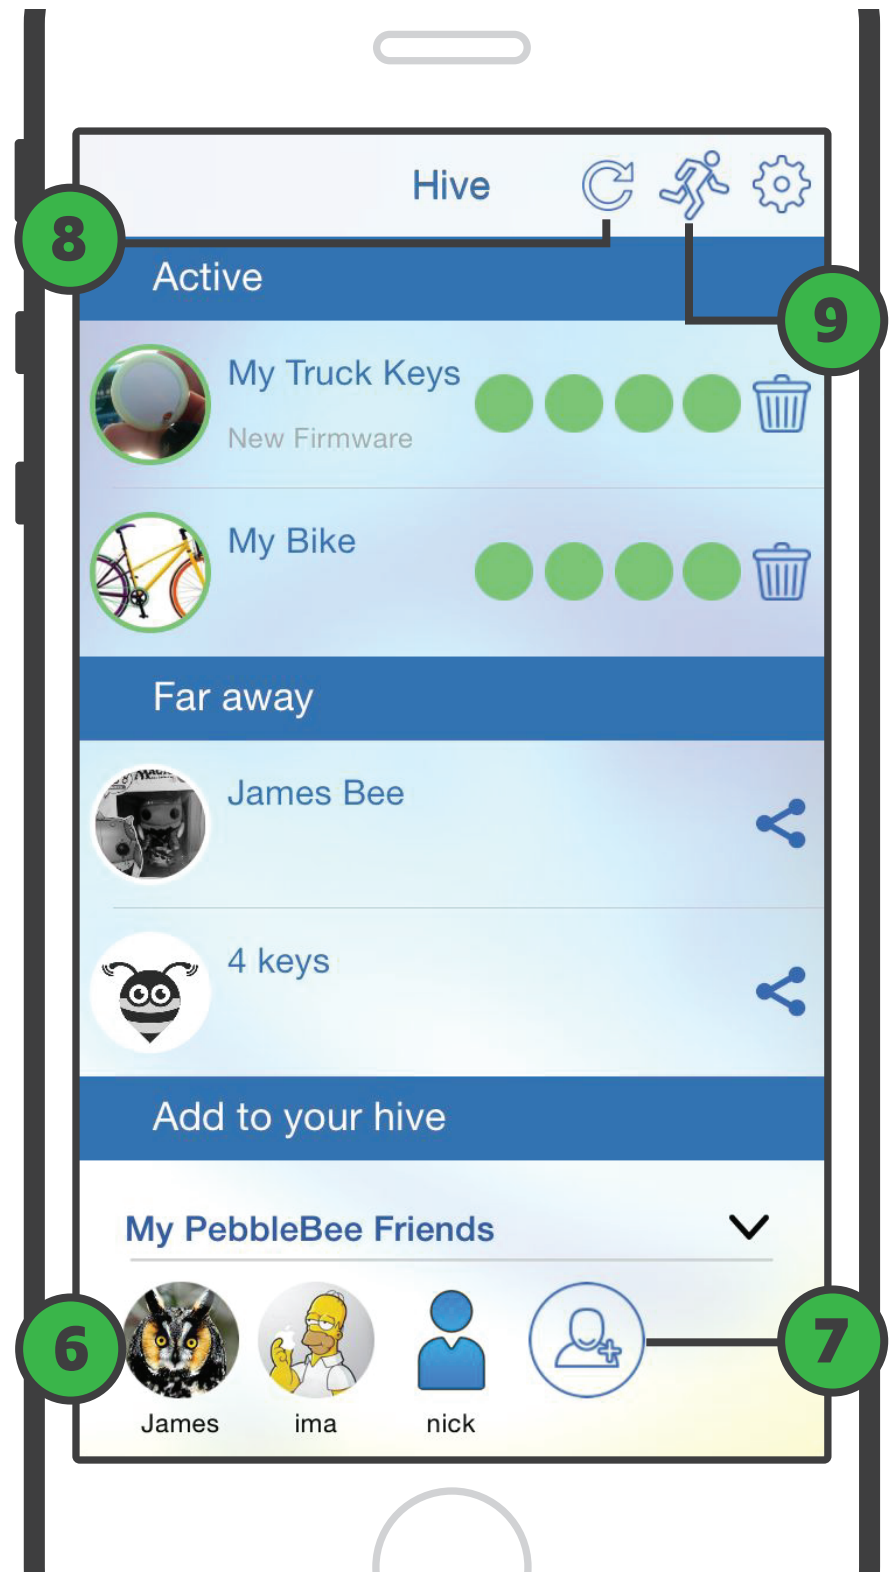 Hive
8
Active
9
My Truck Keys
New Firmware
My Bike
Far away
James Bee
4 keys
Add to your hive
My PebbleBee Friends
6
7
James
ima
nick